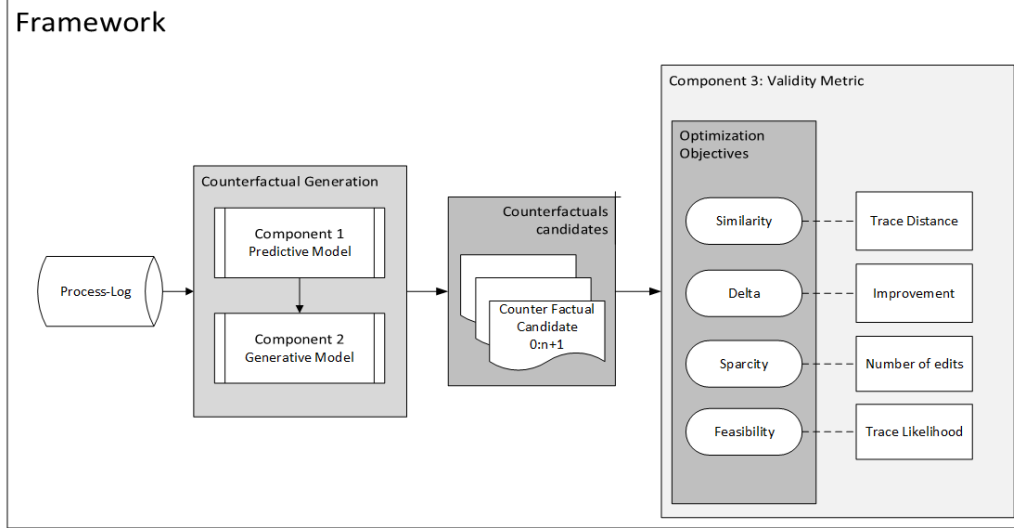 Framework
Process-Log
Counterfactual Generation
Component 1
Predictive Model
Component 2
Generative Model
Counterfactuals
candidates
Counter Factual
Candidate
0:n+1
Component 3: Validity Metric
Optimization
Objectives
Similarity
Trace Distance
Delta
Improvement
Sparcity
Number of edits
Feasibility
Trace Likelihood